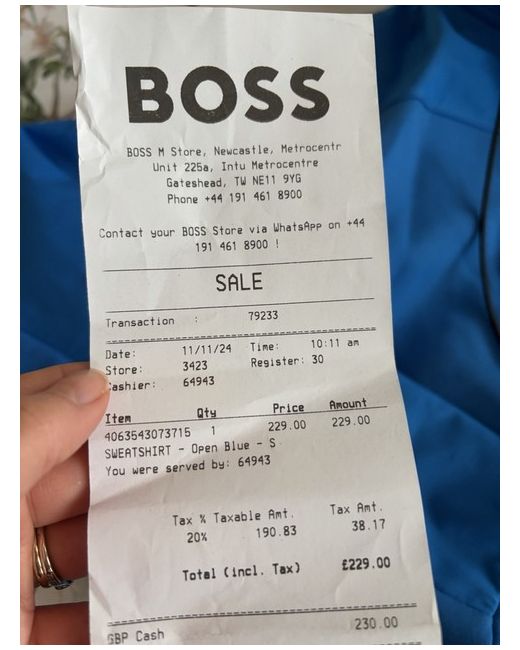 BOSS
BOSS M Store, Newcastle, Metrocentr
Unit 225a, Intu Metrocentre
Gateshead, TW NE11 9YG
Phone +44 191 461 8900
Contact your BOSS Store via WhatsApp on +44
191 461 8900 !
SALE
Transaction : 79233
Date: 11/11/24 Time: 10:11 am
Store: 3423 Register: 30
Cashier: 64943
Item Qty Price Amount
4063543073715 1 229.00 229.00
SWEATSHIRT - Open Blue - S
You were served by: 64943
Tax % Taxable Amt. Tax Amt.
20% 190.83 38.17
Total (incl. Tax) £229.00
GBP Cash 230.00